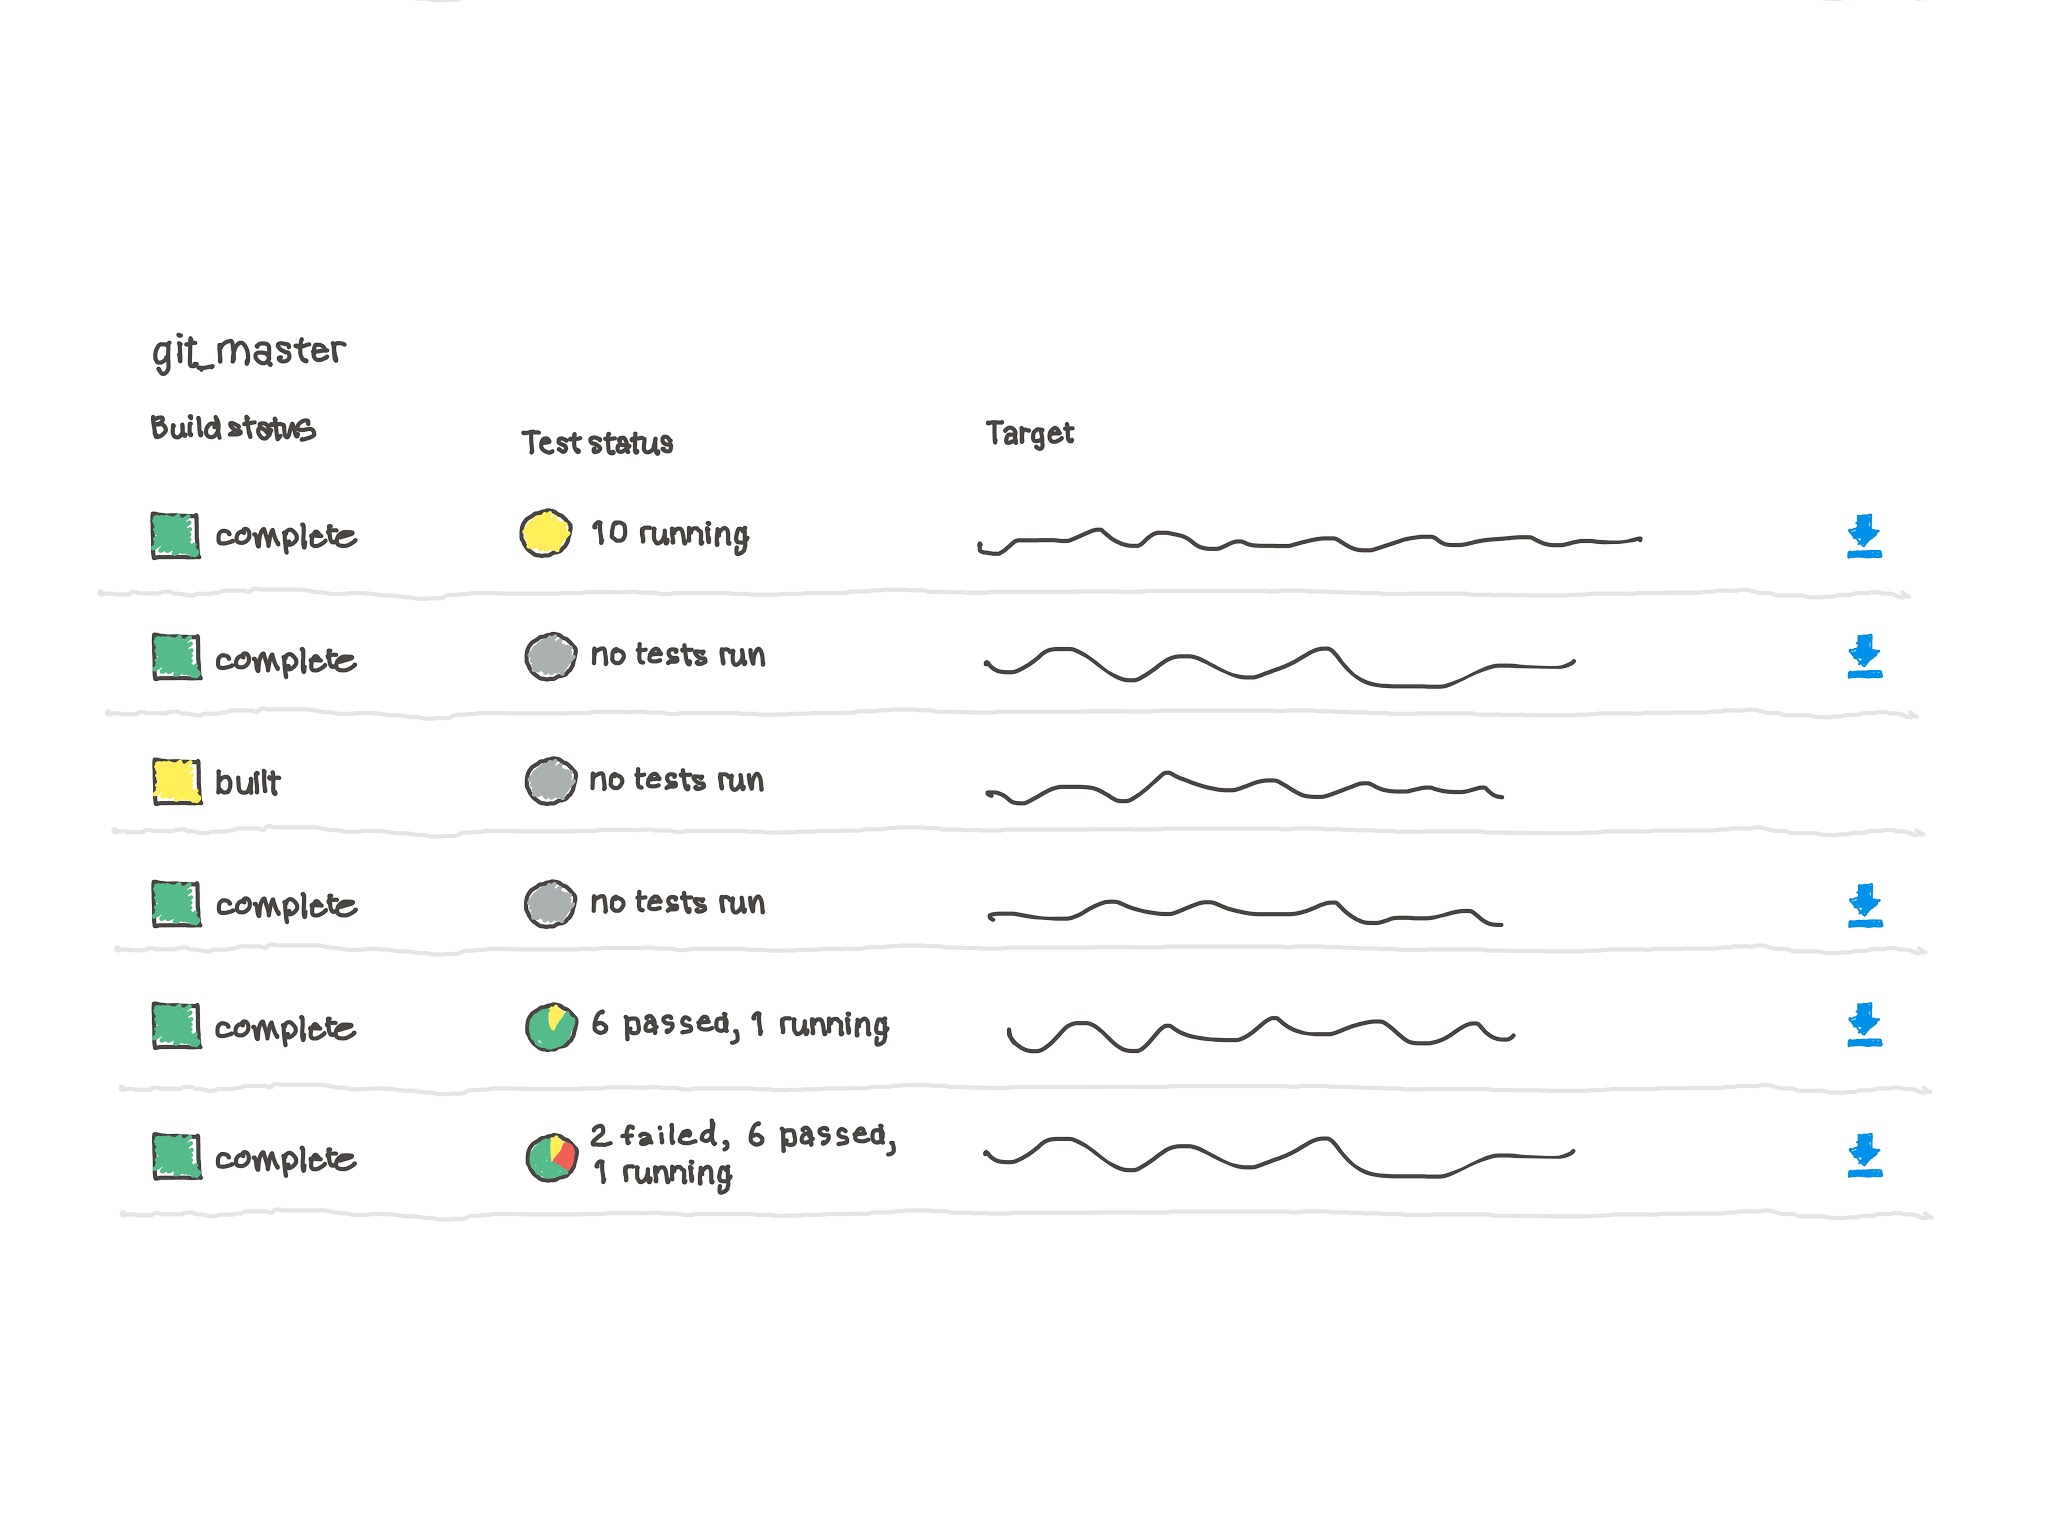 git_master
Build status
Test status
Target
complete
10 running
complete
no tests run
built
no tests run
complete
no tests run
complete
6 passed, 1 running
complete
2 failed, 6 passed,
1 running